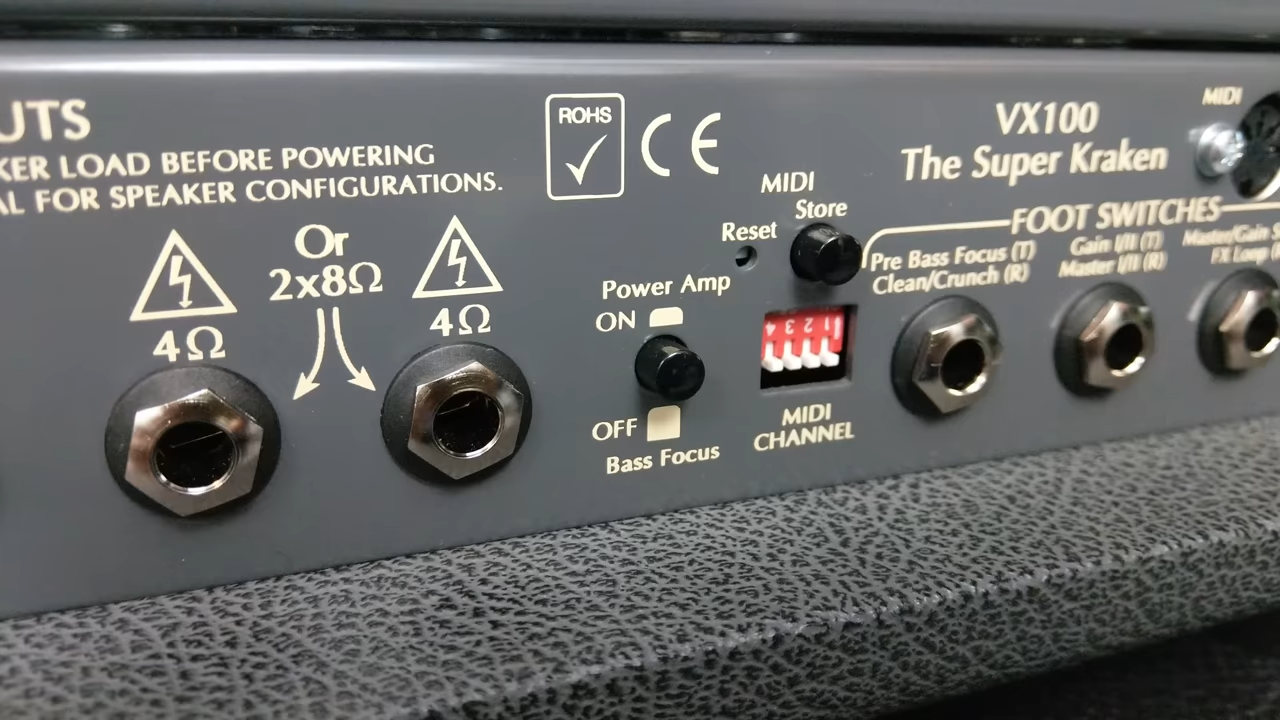 UTS
KER LOAD BEFORE POWERING
AL FOR SPEAKER CONFIGURATIONS.
4Ω
Or
2x8Ω
4Ω
ROHS
CE
Power Amp
ON
OFF
Bass Focus
MIDI
Store
Reset
1 2 3 4
MIDI
CHANNEL
VX100
The Super Kraken
MIDI
FOOT SWITCHES
Pre Bass Focus (T)
Clean/Crunch (R)
Gain I/II (T)
Master I/II (R)
Master/Gain
FX Loop